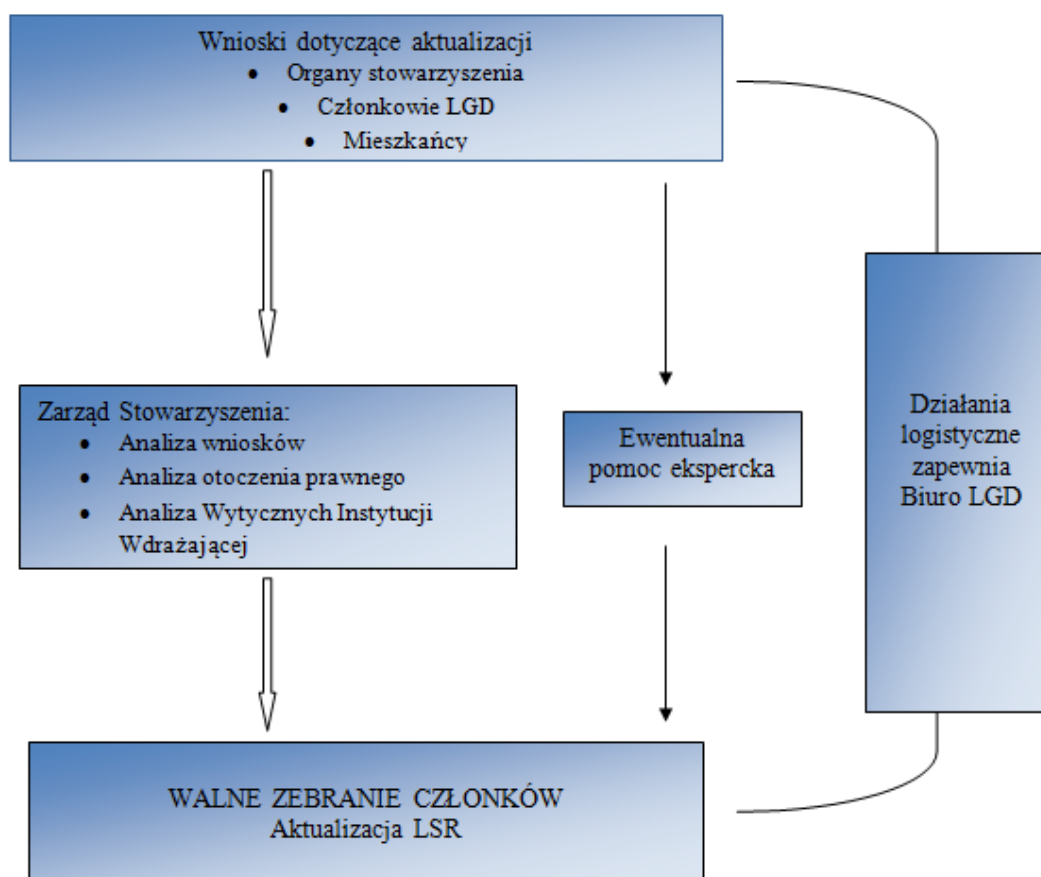 Wnioski dotyczące aktualizacji
• Organy stowarzyszenia
• Członkowie LGD
• Mieszkańcy
Zarząd Stowarzyszenia:
• Analiza wniosków
• Analiza otoczenia prawnego
• Analiza Wytycznych Instytucji
Wdrażającej
Ewentualna
pomoc ekspercka
Działania
logistyczne
zapewnia
Biuro LGD
WALNE ZEBRANIE CZŁONKÓW
Aktualizacja LSR